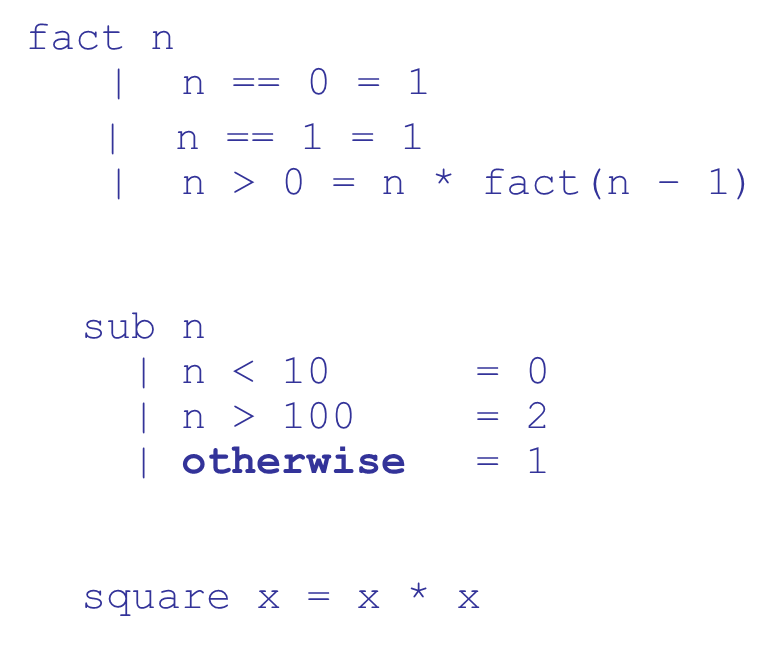 fact n
| n == 0 = 1
| n == 1 = 1
| n > 0 = n * fact(n - 1)
sub n
| n < 10 = 0
| n > 100 = 2
| otherwise = 1
square x = x * x